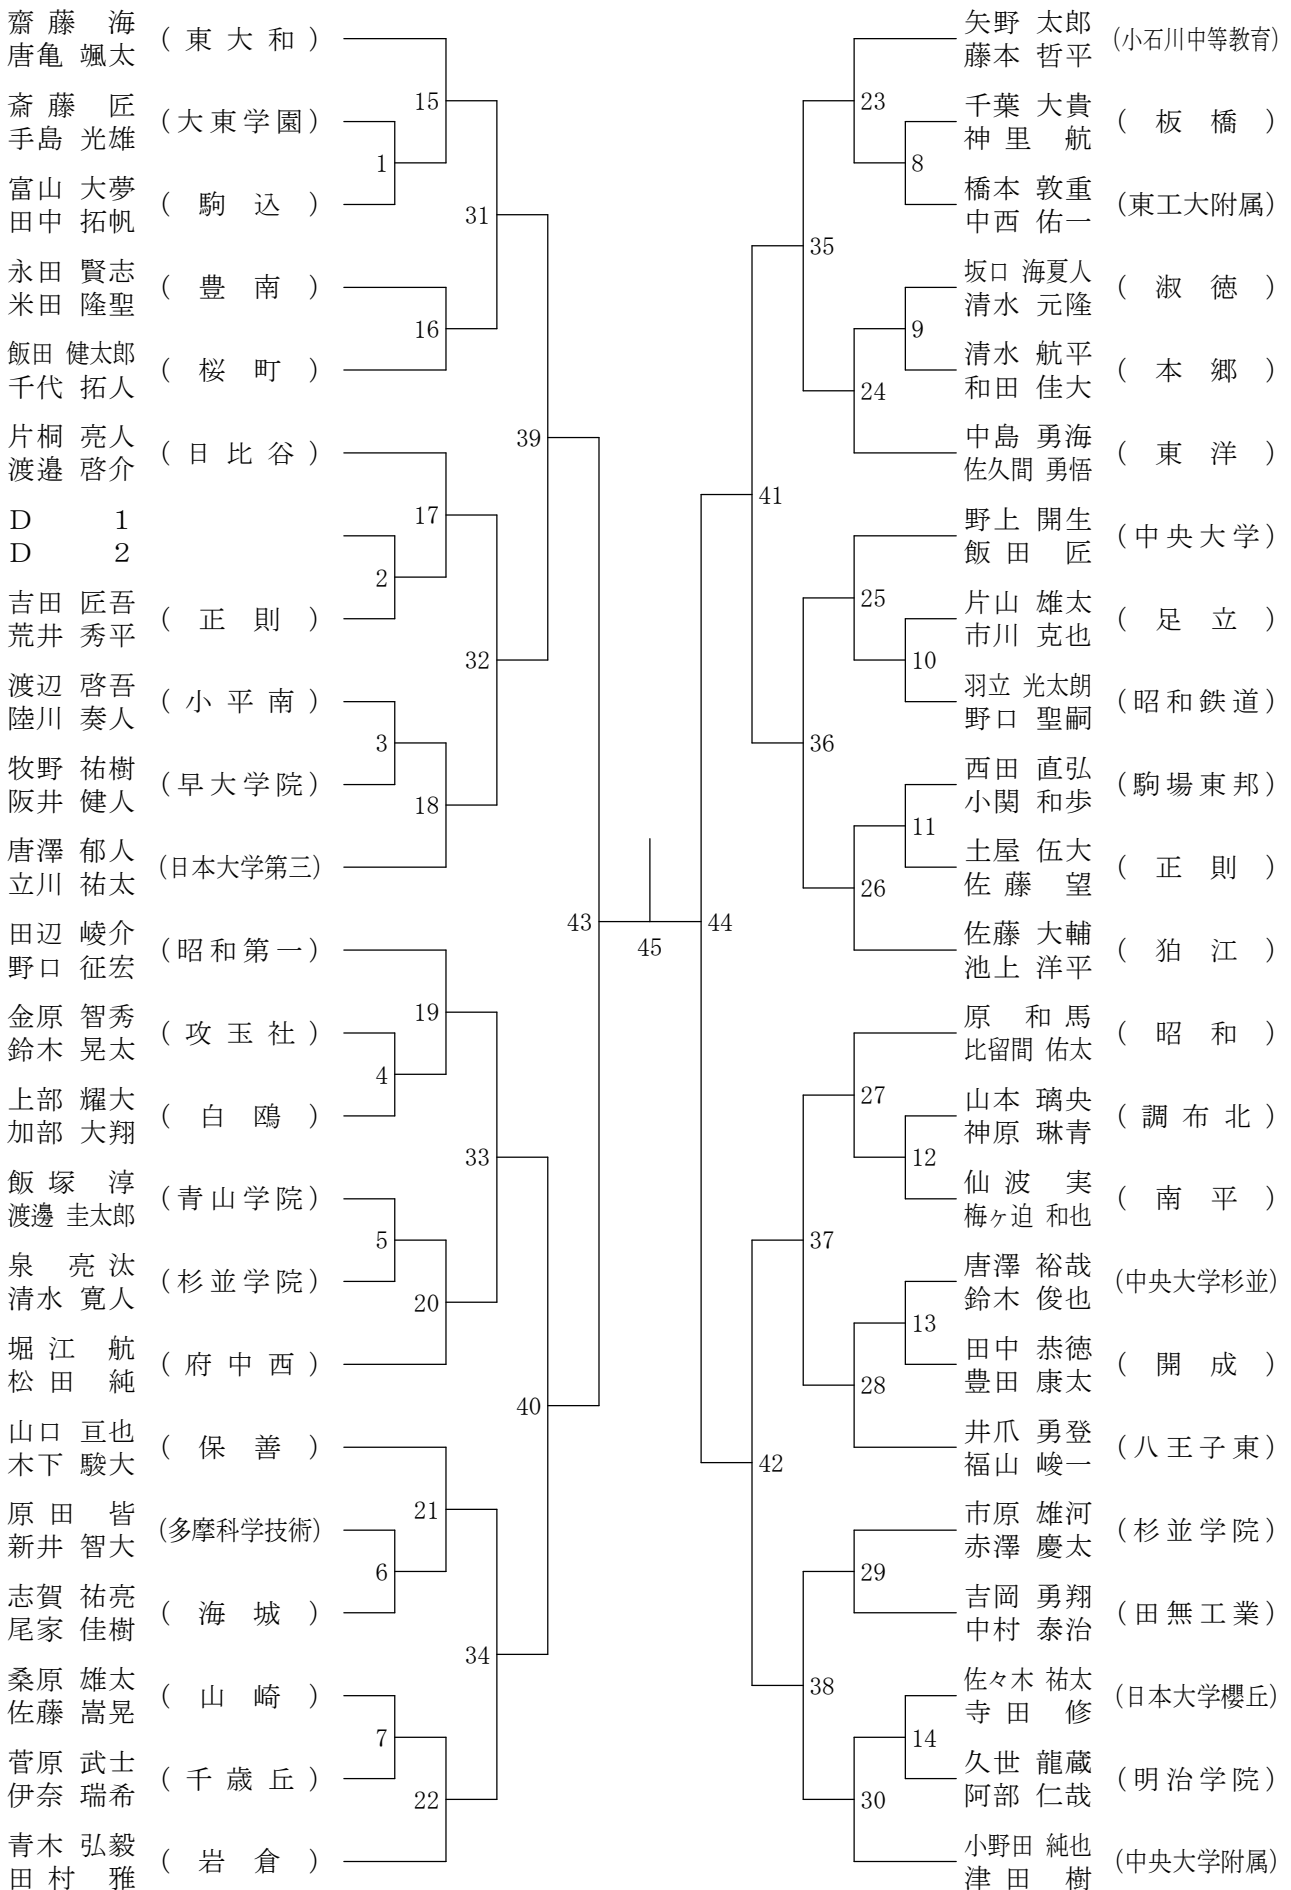 齋藤 海
唐亀 颯太
(東大和)
斎藤 匠
手島 光雄
(大東学園)
富山 大夢
田中 拓帆
(駒込)
永田 賢志
米田 隆聖
(豊南)
飯田 健太郎
千代 拓人
(桜町)
片桐 亮人
渡邉 啓介
(日比谷)
D 1
D 2
吉田 匠吾
荒井 秀平
(正則)
渡辺 啓吾
陸川 奏人
(小平南)
牧野 祐樹
阪井 健人
(早大学院)
唐澤 郁人
立川 祐太
(日本大学第三)
田辺 崚介
野口 征宏
(昭和第一)
金原 智秀
鈴木 晃太
(攻玉社)
上部 耀大
加部 大翔
(白鴎)
飯塚 淳
渡邊 圭太郎
(青山学院)
泉 亮汰
清水 寛人
(杉並学院)
堀江 航
松田 純
(府中西)
山口 亘也
木下 駿大
(保善)
原田 皆
新井 智大
(多摩科学技術)
志賀 祐亮
尾家 佳樹
(海城)
桑原 雄太
佐藤 嵩晃
(山崎)
菅原 武士
伊奈 瑞希
(千歳丘)
青木 弘毅
田村 雅
(岩倉)
1
2
3
4
5
6
7
15
16
17
18
19
20
21
22
31
32
33
34
39
40
43
45
44
41
42
35
36
37
38
23
24
25
26
27
28
29
30
8
9
10
11
12
13
14
矢野 太郎
藤本 哲平
(小石川中等教育)
千葉 大貴
神里 航
(板橋)
橋本 敦重
中西 佑一
(東工大附属)
坂口 海夏人
清水 元隆
(淑徳)
清水 航平
和田 佳大
(本郷)
中島 勇海
佐久間 勇悟
(東洋)
野上 開生
飯田 匠
(中央大学)
片山 雄太
市川 克也
(足立)
羽立 光太朗
野口 聖嗣
(昭和鉄道)
西田 直弘
小関 和歩
(駒場東邦)
土屋 伍大
佐藤 望
(正則)
佐藤 大輔
池上 洋平
(狛江)
原 和馬
比留間 佑太
(昭和)
山本 璃央
神原 琳青
(調布北)
仙波 実
梅ヶ迫 和也
(南平)
唐澤 裕哉
鈴木 俊也
(中央大学杉並)
田中 恭徳
豊田 康太
(開成)
井爪 勇登
福山 峻一
(八王子東)
市原 雄河
赤澤 慶太
(杉並学院)
吉岡 勇翔
中村 泰治
(田無工業)
佐々木 祐太
寺田 修
(日本大学櫻丘)
久世 龍蔵
阿部 仁哉
(明治学院)
小野田 純也
津田 樹
(中央大学附属)